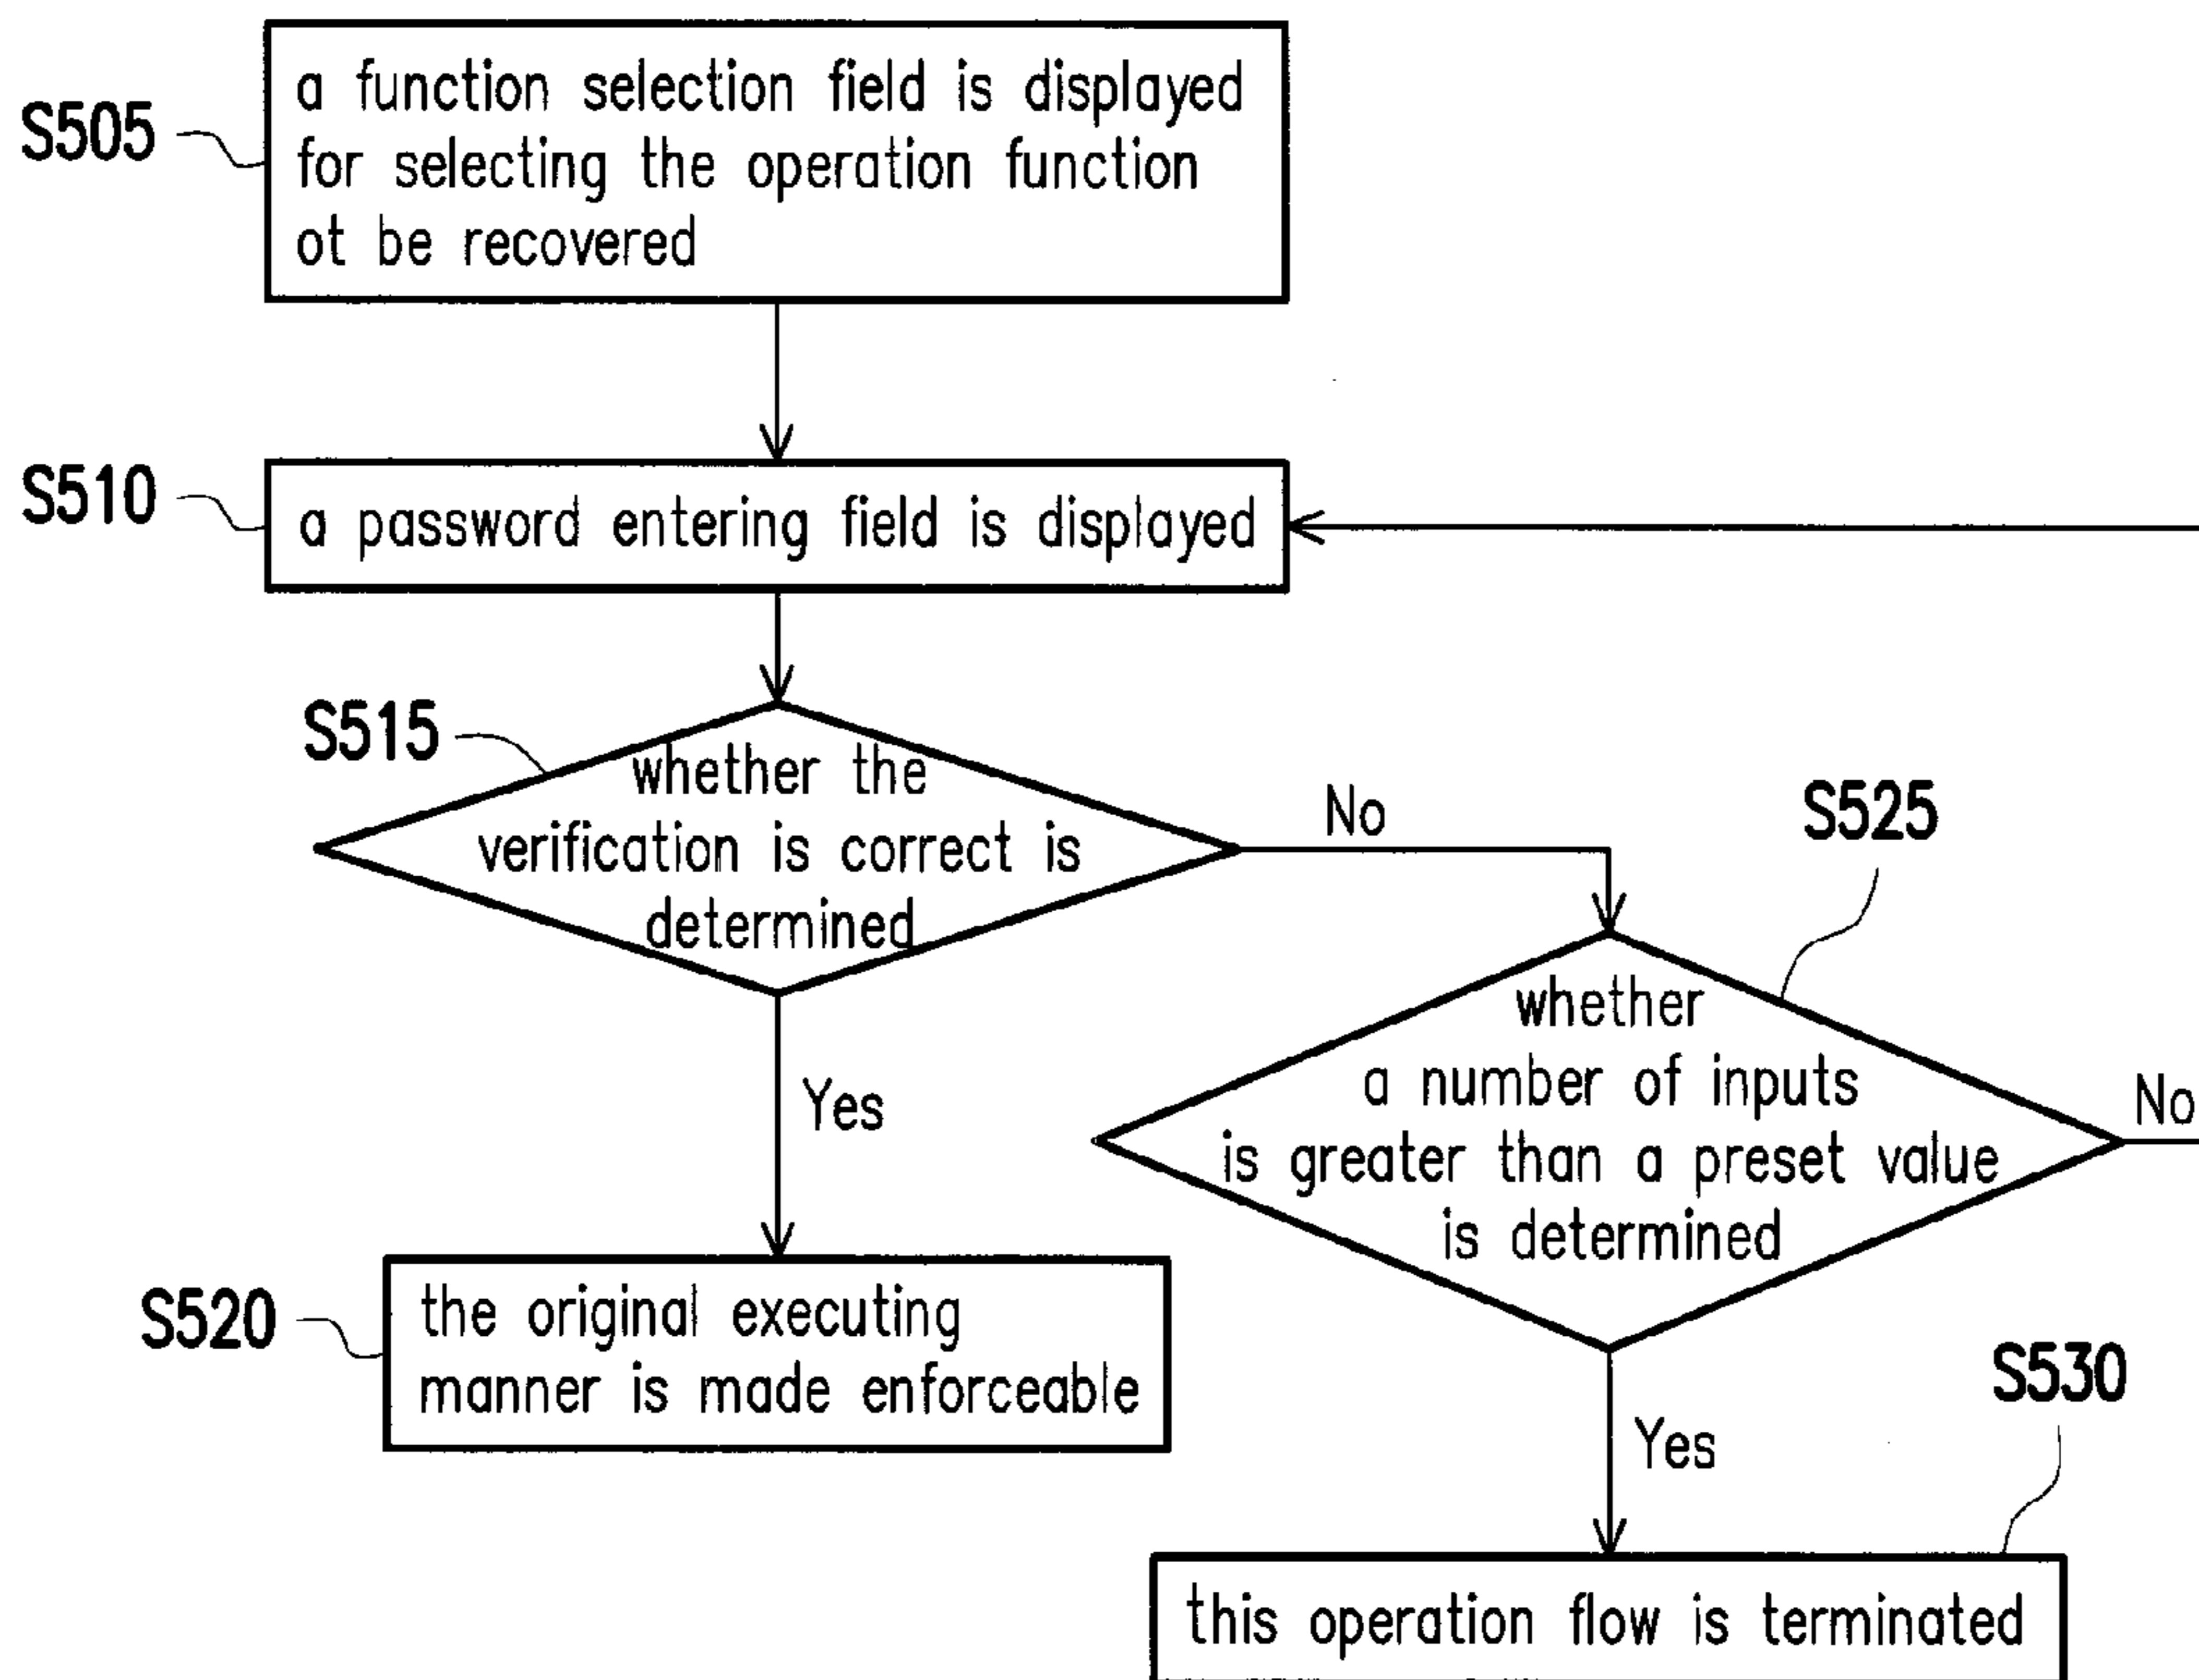 S505
a function selection field is displayed
for selecting the operation function
ot be recovered
S510
a password entering field is displayed
S515
whether the
verification is correct is
determined
No
Yes
S520
the original executing
manner is made enforceable
S525
whether
a number of inputs
is greater than a preset value
is determined
No
Yes
S530
this operation flow is terminated